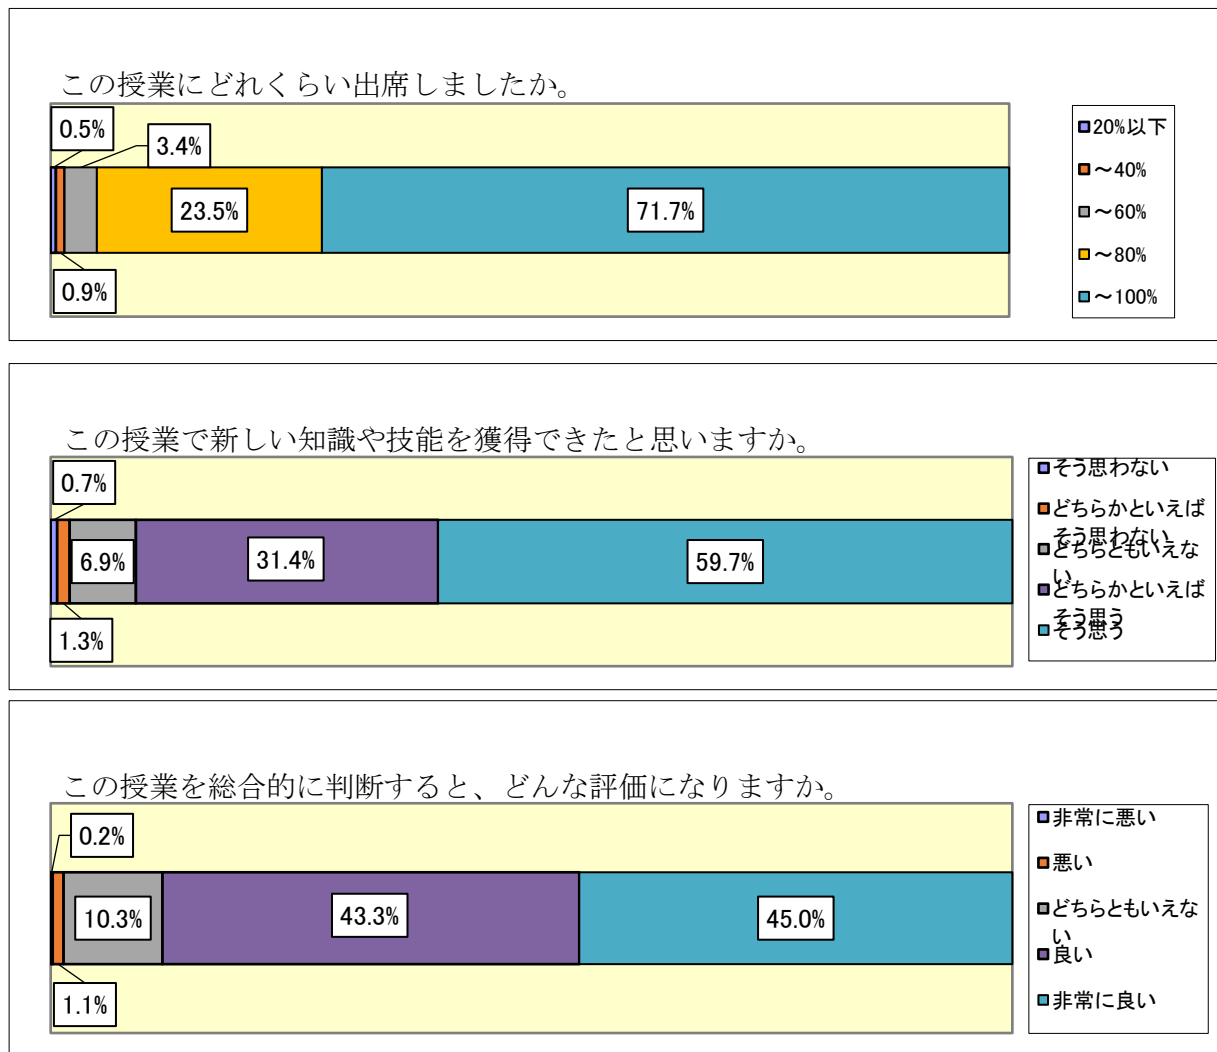 この授業にどれくらい出席しましたか。
0.5%
3.4%
23.5%
71.7%
0.9%
20%以下
～40%
～60%
～80%
～100%
この授業で新しい知識や技能を獲得できたと思いますか。
0.7%
6.9%
31.4%
59.7%
1.3%
そう思わない
どちらかといえば
そう思わない
どちらともいえな
い
どちらかといえば
そう思う
そう思う
この授業を総合的に判断すると、どんな評価になりますか。
0.2%
10.3%
43.3%
45.0%
1.1%
非常に悪い
悪い
どちらともいえな
い
良い
非常に良い